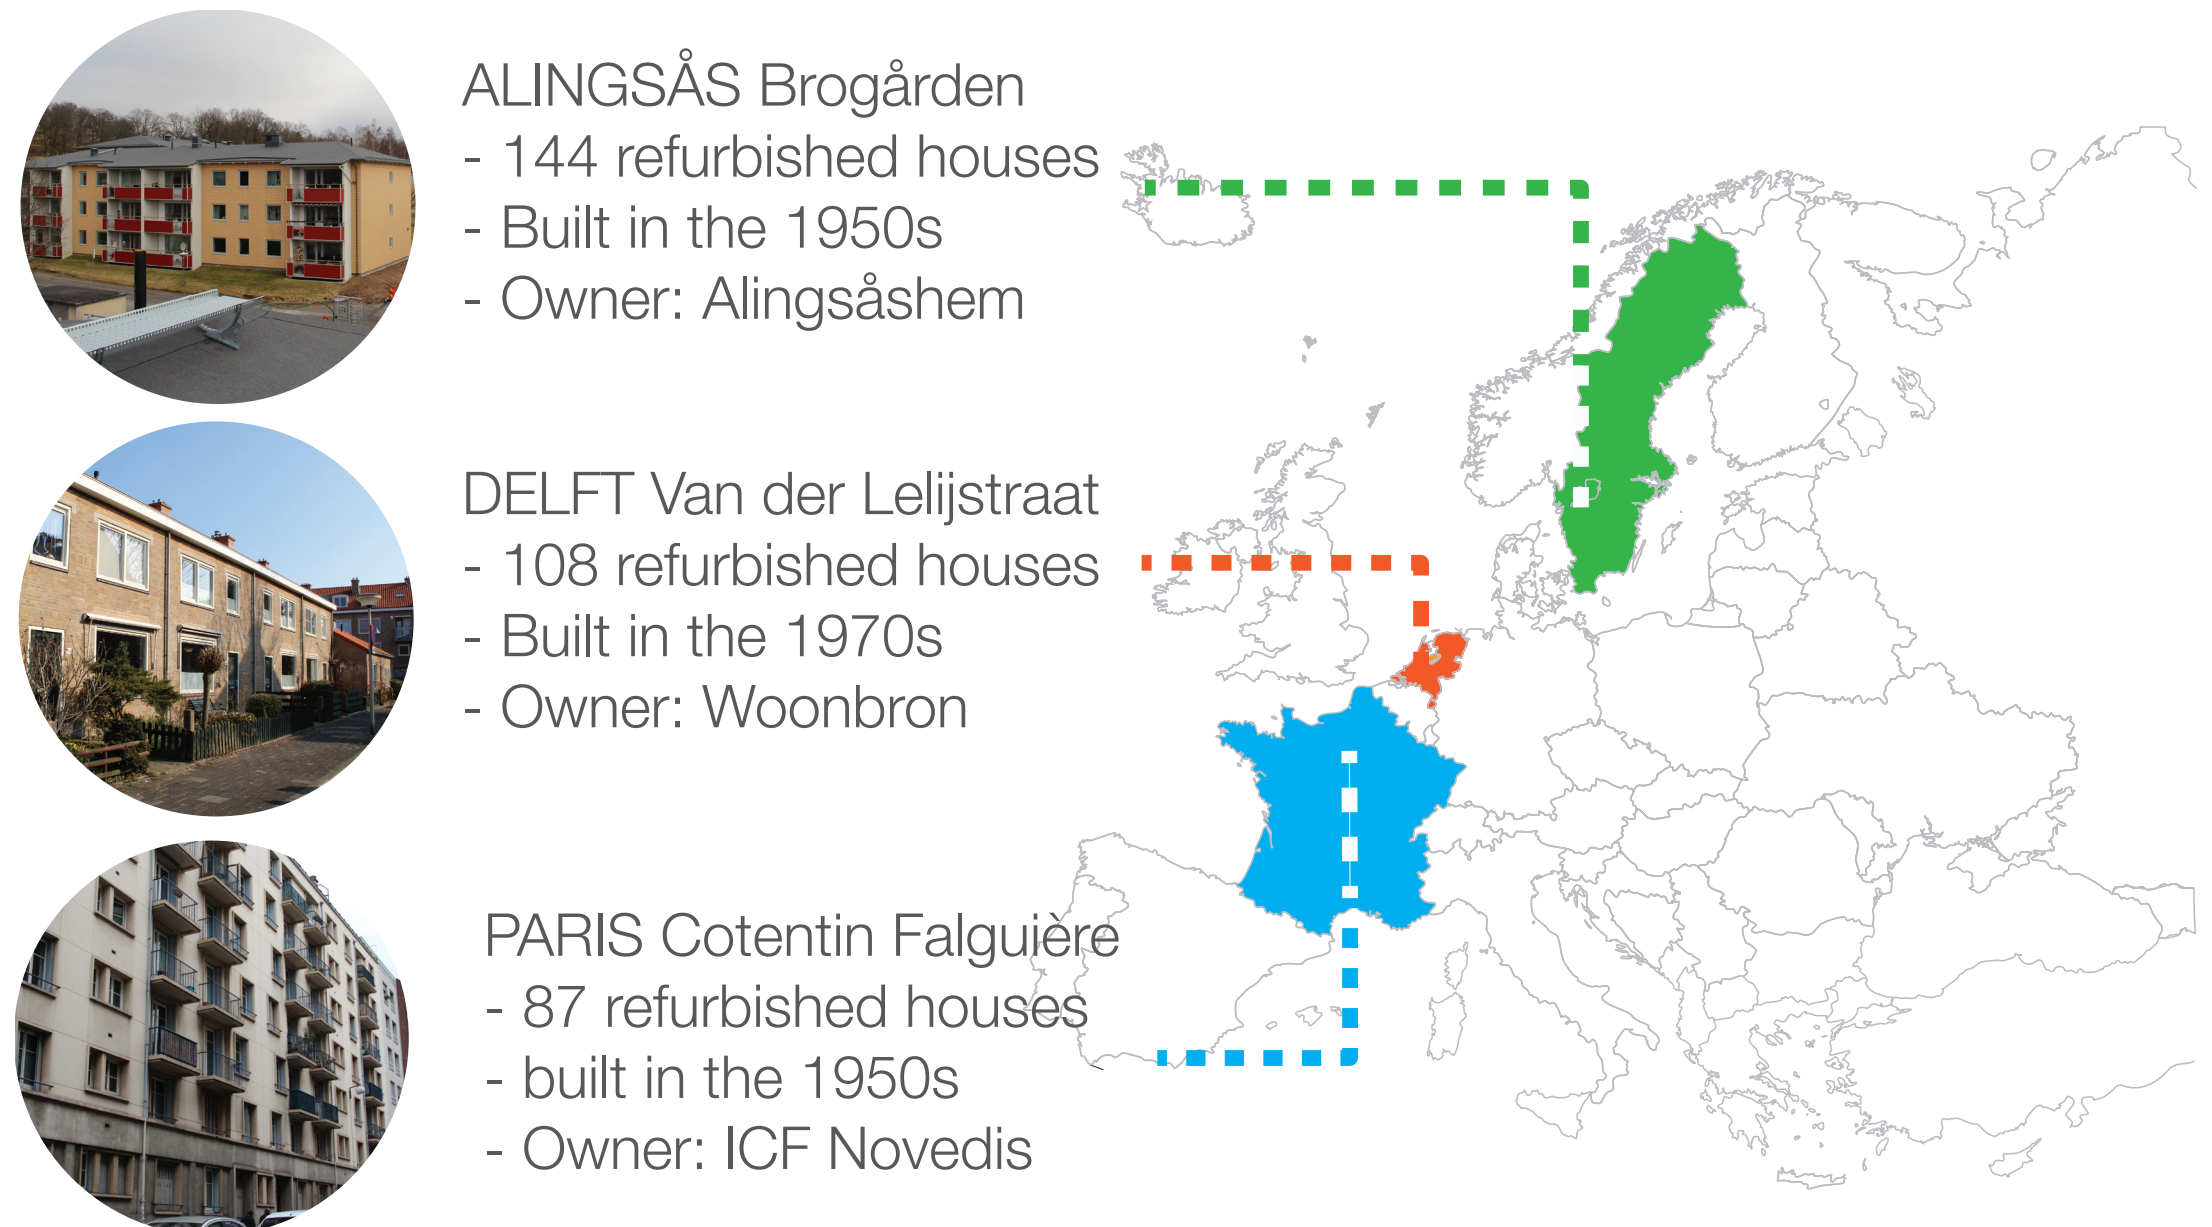 ALINGSÅS Brogården
- 144 refurbished houses
- Built in the 1950s
- Owner: Alingsåshem
DELFT Van der Lelijstraat
- 108 refurbished houses
- Built in the 1970s
- Owner: Woonbron
PARIS Cotentin Falguière
- 87 refurbished houses
- built in the 1950s
- Owner: ICF Novedis